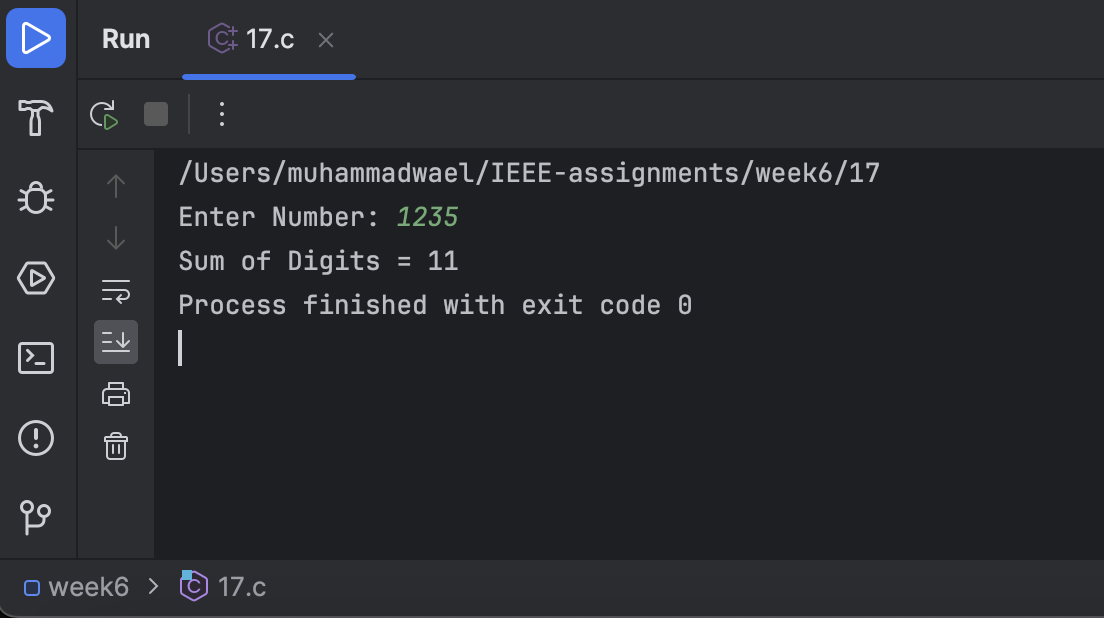 Run 17.c
/Users/muhammadwael/IEEE-assignments/week6/17
Enter Number: 1235
Sum of Digits = 11
Process finished with exit code 0
week6 > 17.c